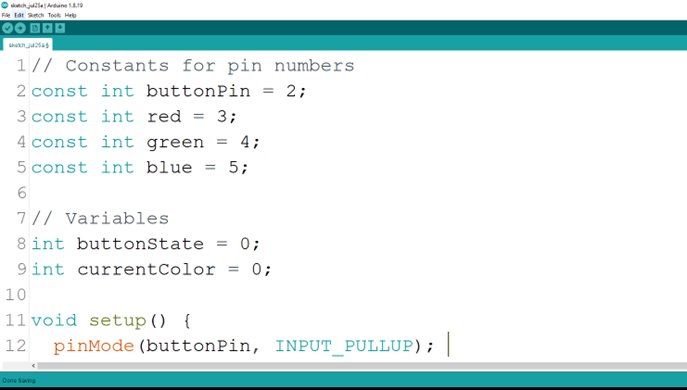 sketch_jul25a | Arduino 1.8.19
File Edit Sketch Tools Help
sketch_jul25a §
1 // Constants for pin numbers
2 const int buttonPin = 2;
3 const int red = 3;
4 const int green = 4;
5 const int blue = 5;
6
7 // Variables
8 int buttonState = 0;
9 int currentColor = 0;
10
11 void setup() {
12 pinMode(buttonPin, INPUT_PULLUP);
Done Saving